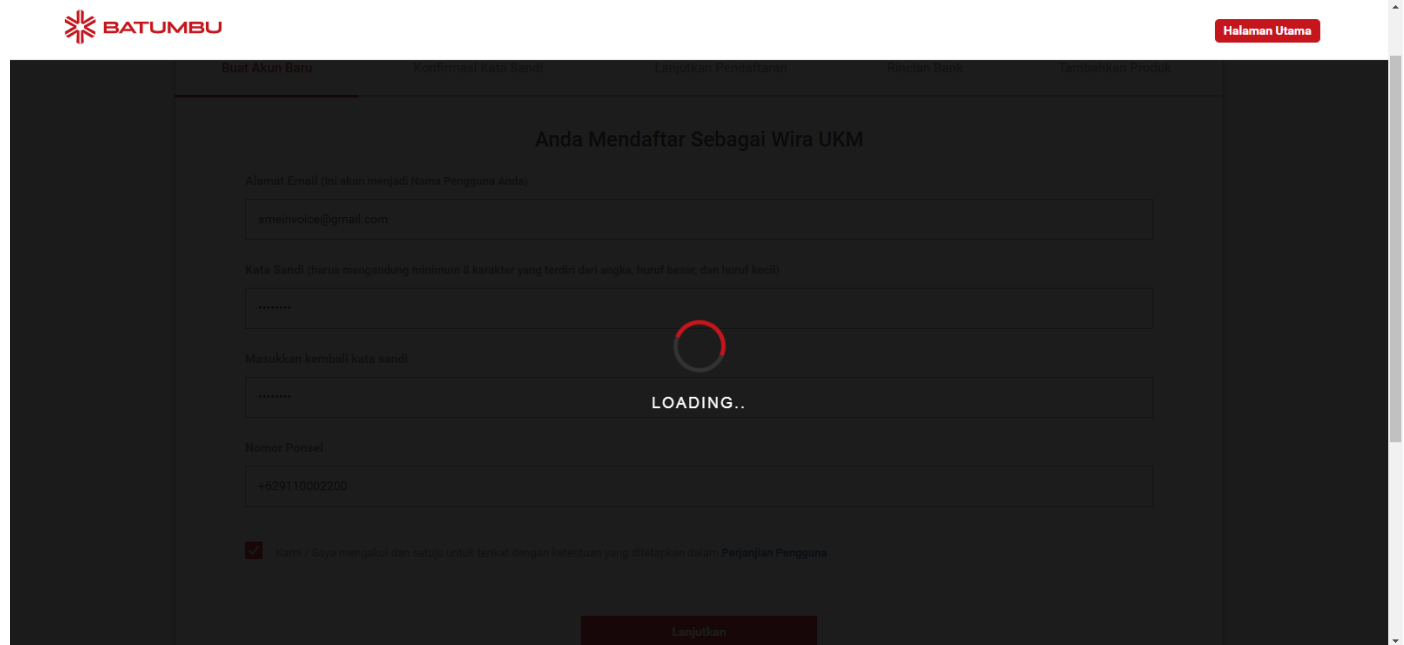 BATUMBU
Halaman Utama
Buat Akun Baru Konfirmasi Kata Sandi Lanjutkan Pendaftaran Rincian Bank Tambahkan Produk
Anda Mendaftar Sebagai Wira UKM
Alamat Email (Ini akan menjadi Nama Pengguna Anda)
smeinvoice@gmail.com
Kata Sandi (harus mengandung minimum 8 karakter yang terdiri dari angka, huruf besar, dan huruf kecil)
••••••••
Masukkan kembali kata sandi
••••••••
LOADING..
Nomor Ponsel
+629110002200
Kami / Saya mengakui dan setuju untuk terikat dengan ketentuan yang ditetapkan dalam Perjanjian Pengguna
Lanjutkan